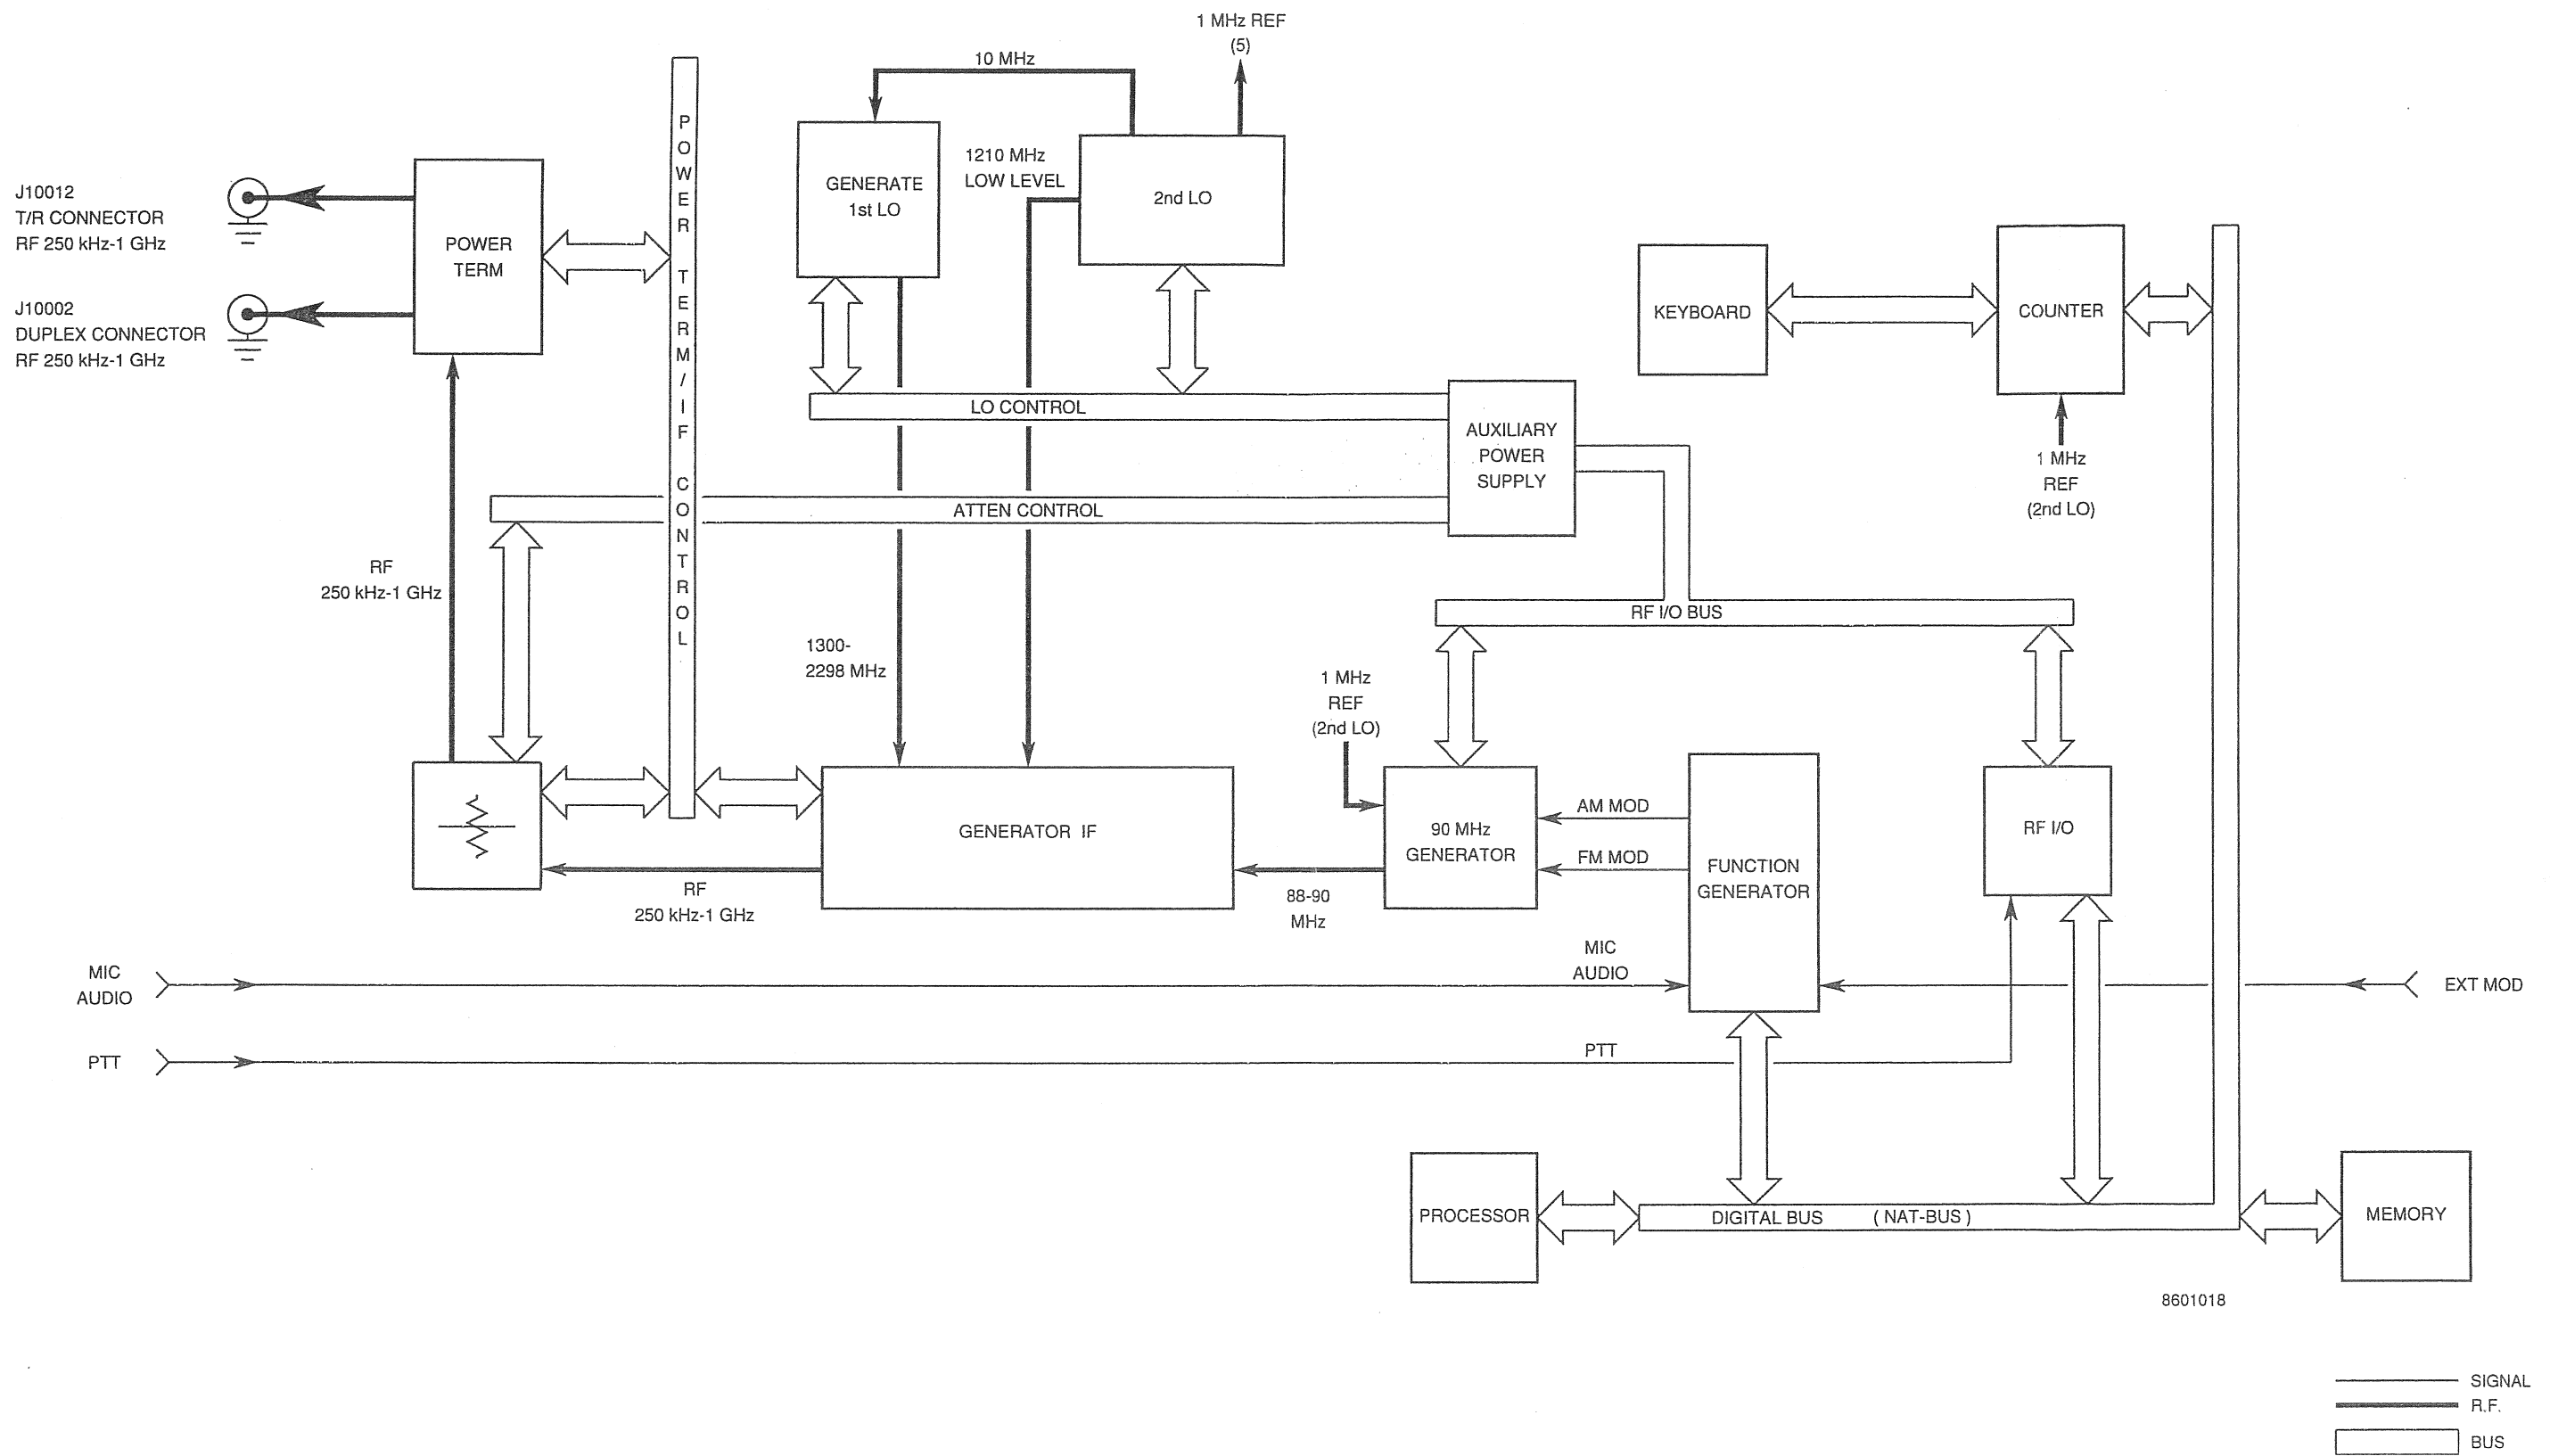 1 MHz REF
(5)
10 MHz
J10012
T/R CONNECTOR
RF 250 kHz-1 GHz
J10002
DUPLEX CONNECTOR
RF 250 kHz-1 GHz
POWER
TERM
POWER TERM/IF CONTROL
GENERATE
1st LO
1210 MHz
LOW LEVEL
2nd LO
KEYBOARD
COUNTER
1 MHz
REF
(2nd LO)
LO CONTROL
AUXILIARY
POWER
SUPPLY
ATTEN CONTROL
RF
250 kHz-1 GHz
1300-
2298 MHz
RF I/O BUS
1 MHz
REF
(2nd LO)
GENERATOR IF
90 MHz
GENERATOR
AM MOD
FM MOD
FUNCTION
GENERATOR
RF I/O
RF
250 kHz-1 GHz
88-90
MHz
MIC
AUDIO
MIC
AUDIO
EXT MOD
PTT
PTT
PROCESSOR
DIGITAL BUS ( NAT-BUS )
MEMORY
8601018
SIGNAL
R.F.
BUS